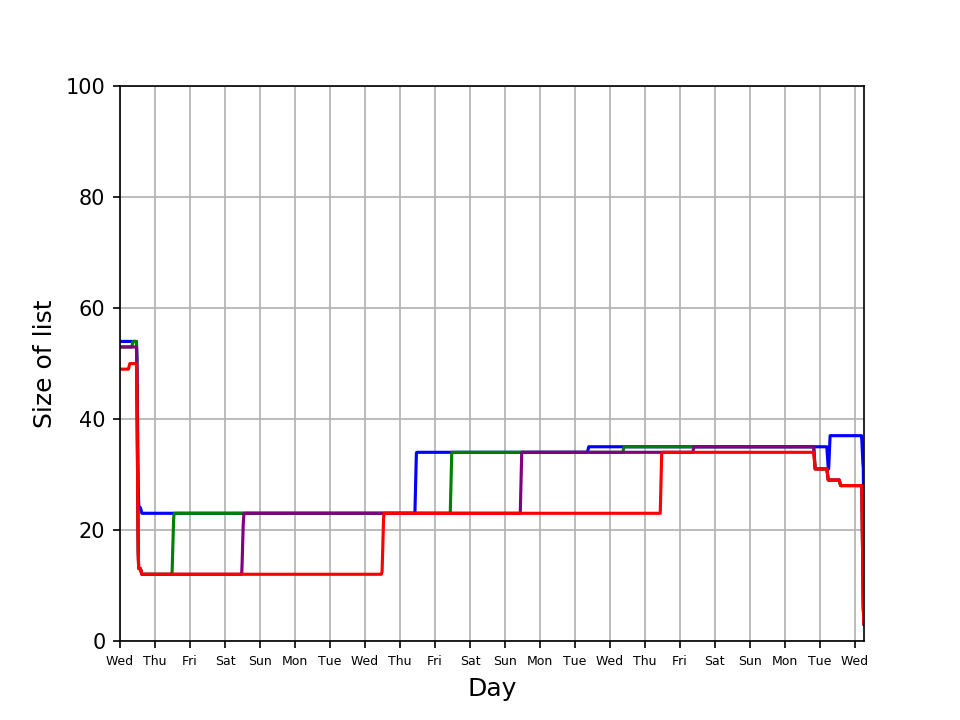 100
80
60
40
20
0
Size of list
Wed Thu Fri Sat Sun Mon Tue Wed Thu Fri Sat Sun Mon Tue Wed Thu Fri Sat Sun Mon Tue Wed
Day